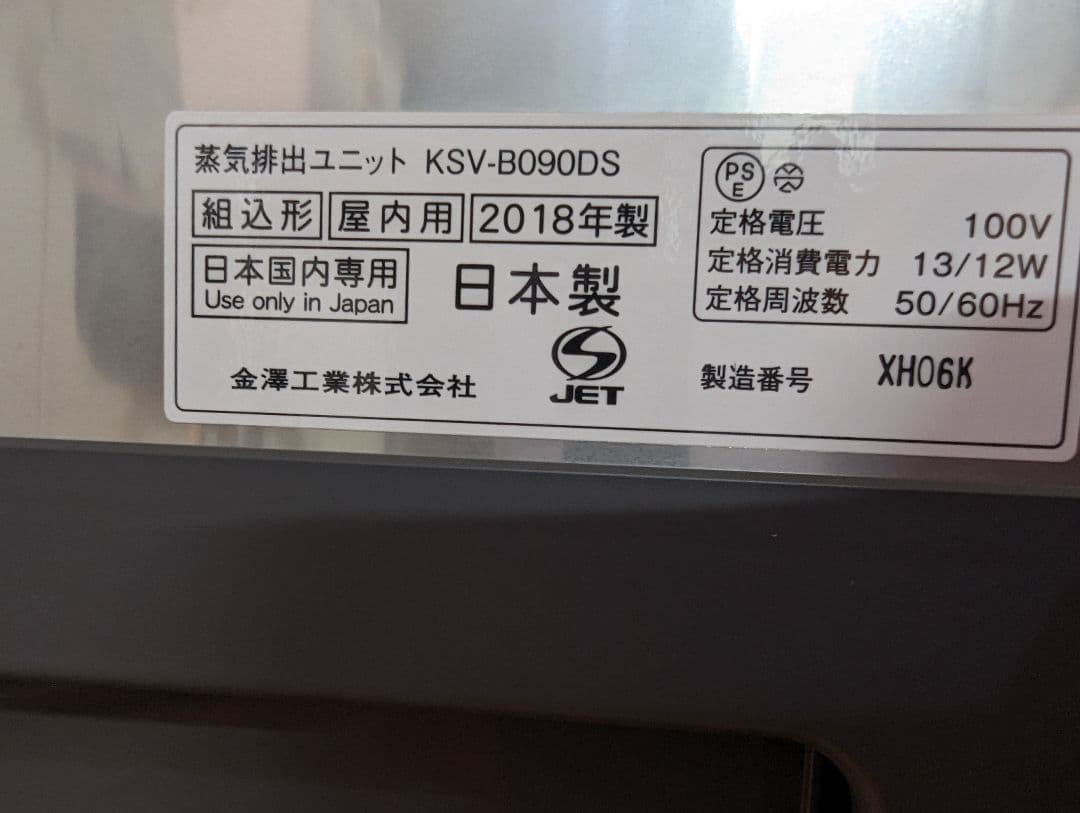 蒸気排出ユニット KSV-B090DS
組込形 屋内用 2018年製
日本国内専用
Use only in Japan
日本製
JET
金澤工業株式会社
PS
E
定格電圧 100V
定格消費電力 13/12W
定格周波数 50/60Hz
製造番号 XH06K